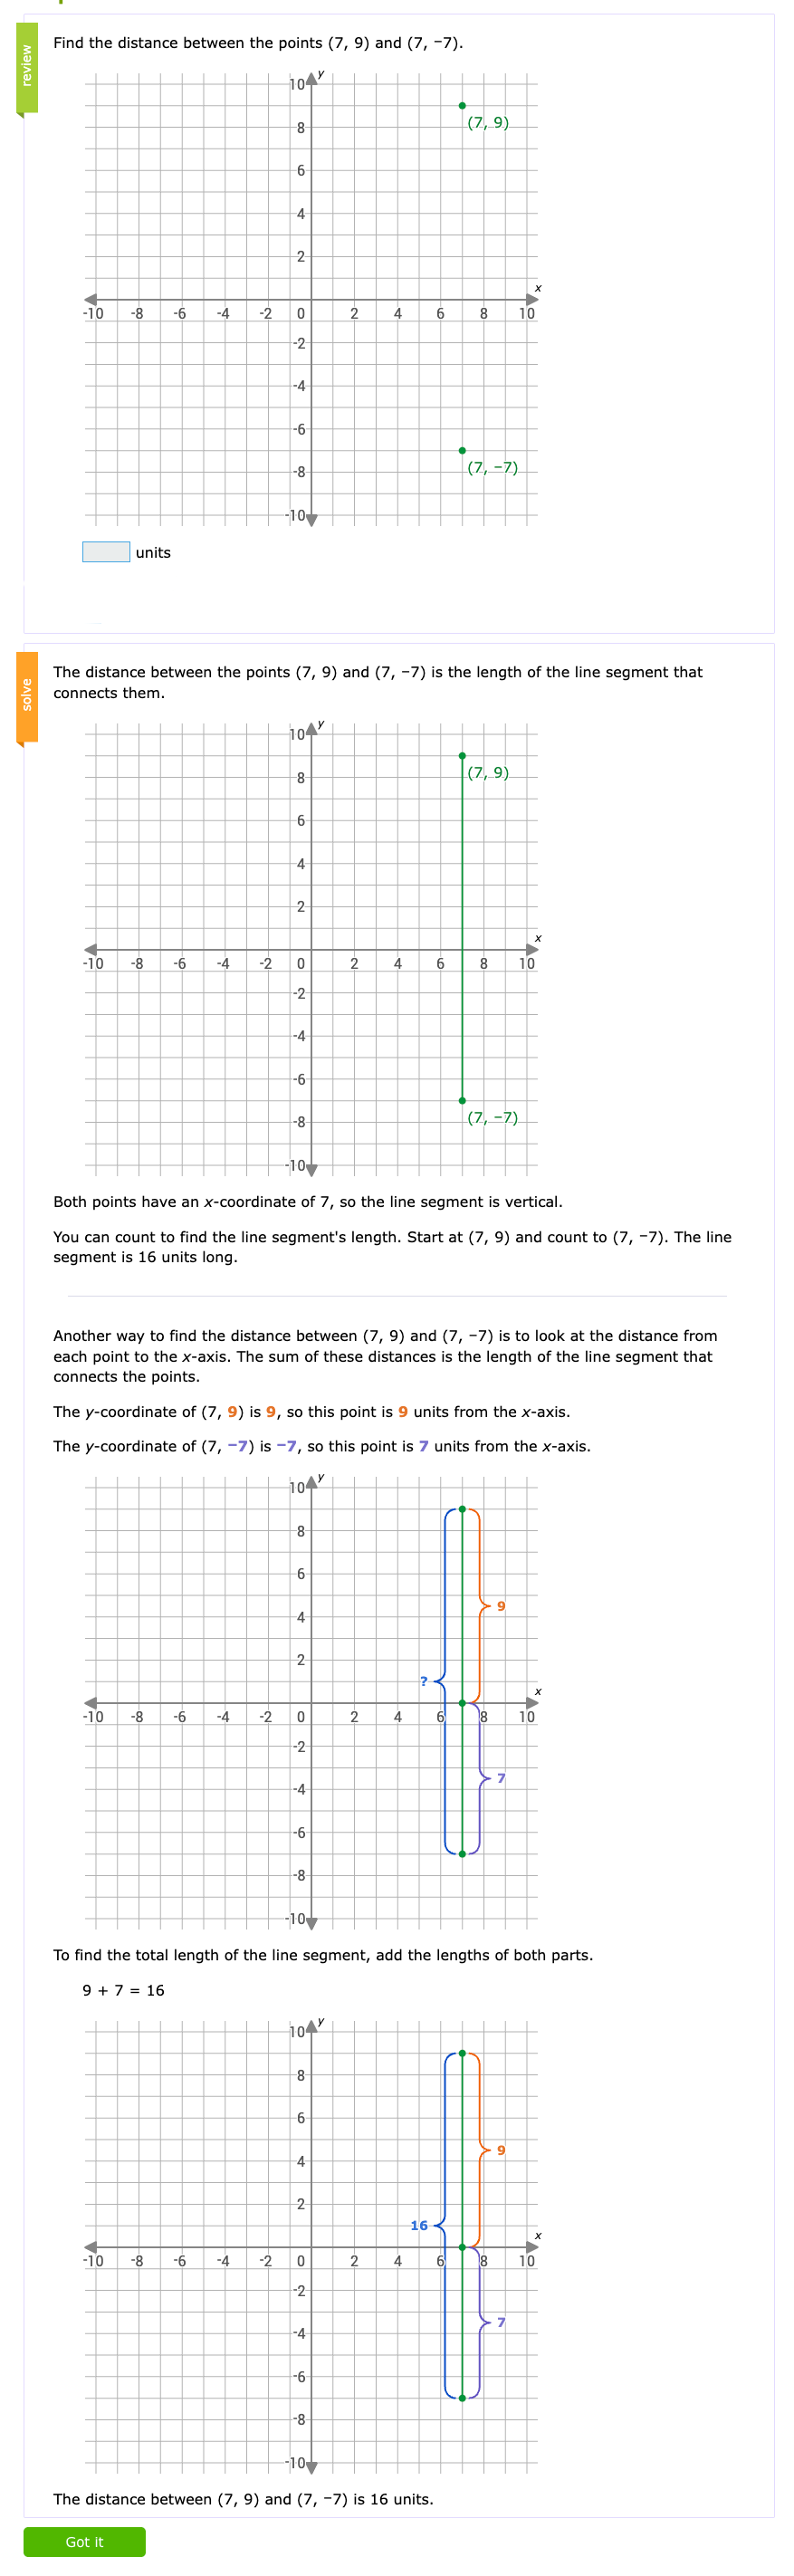 review
Find the distance between the points (7, 9) and (7, −7).
y
10
8
6
4
2
x
-10 -8 -6 -4 -2 0 2 4 6 8 10
-2
-4
-6
-8
-10
(7, 9)
(7, −7)
units
solve
The distance between the points (7, 9) and (7, −7) is the length of the line segment that
connects them.
y
10
8
6
4
2
x
-10 -8 -6 -4 -2 0 2 4 6 8 10
-2
-4
-6
-8
-10
(7, 9)
(7, −7)
Both points have an x-coordinate of 7, so the line segment is vertical.
You can count to find the line segment's length. Start at (7, 9) and count to (7, −7). The line
segment is 16 units long.
Another way to find the distance between (7, 9) and (7, −7) is to look at the distance from
each point to the x-axis. The sum of these distances is the length of the line segment that
connects the points.
The y-coordinate of (7, 9) is 9, so this point is 9 units from the x-axis.
The y-coordinate of (7, −7) is −7, so this point is 7 units from the x-axis.
y
10
8
6
4
2
x
-10 -8 -6 -4 -2 0 2 4 6 8 10
-2
-4
-6
-8
-10
9
?
7
To find the total length of the line segment, add the lengths of both parts.
9 + 7 = 16
y
10
8
6
4
2
x
-10 -8 -6 -4 -2 0 2 4 6 8 10
-2
-4
-6
-8
-10
9
16
7
The distance between (7, 9) and (7, −7) is 16 units.
Got it